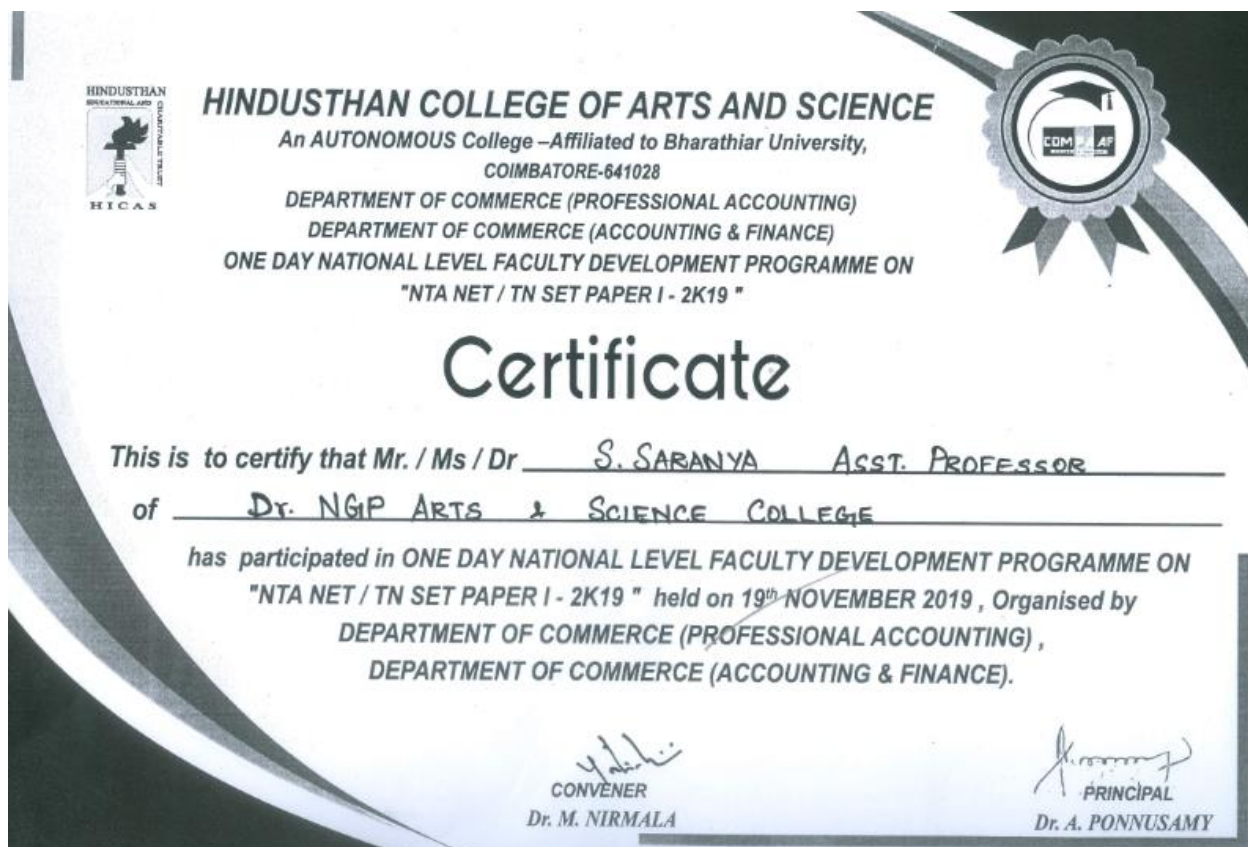 HINDUSTHAN
EDUCATIONAL AND
CHARITABLE TRUST
HICAS
HINDUSTHAN COLLEGE OF ARTS AND SCIENCE
An AUTONOMOUS College –Affiliated to Bharathiar University,
COIMBATORE-641028
DEPARTMENT OF COMMERCE (PROFESSIONAL ACCOUNTING)
DEPARTMENT OF COMMERCE (ACCOUNTING & FINANCE)
ONE DAY NATIONAL LEVEL FACULTY DEVELOPMENT PROGRAMME ON
"NTA NET / TN SET PAPER I - 2K19 "
COM AF
Certificate
This is to certify that Mr. / Ms / Dr S. SARANYA ASST. PROFESSOR
of Dr. NGP ARTS & SCIENCE COLLEGE
has participated in ONE DAY NATIONAL LEVEL FACULTY DEVELOPMENT PROGRAMME ON
"NTA NET / TN SET PAPER I - 2K19 " held on 19th NOVEMBER 2019 , Organised by
DEPARTMENT OF COMMERCE (PROFESSIONAL ACCOUNTING) ,
DEPARTMENT OF COMMERCE (ACCOUNTING & FINANCE).
CONVENER
Dr. M. NIRMALA
PRINCIPAL
Dr. A. PONNUSAMY